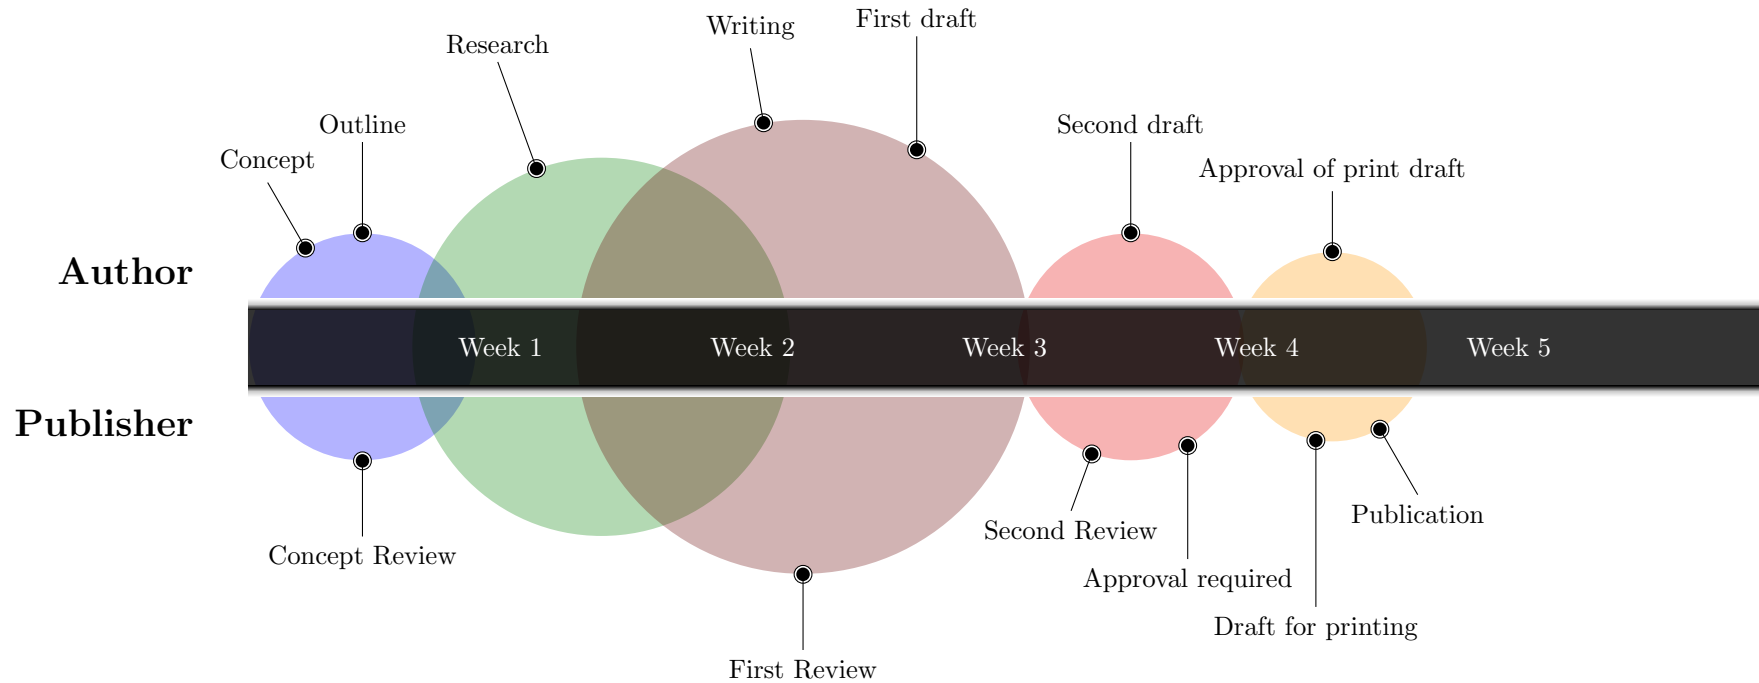 First draft
Writing
Research
Outline
Second draft
Concept
Approval of print draft
Author
Week 1
Week 2
Week 3
Week 4
Week 5
Publisher
Publication
Second Review
Concept Review
Approval required
Draft for printing
First Review